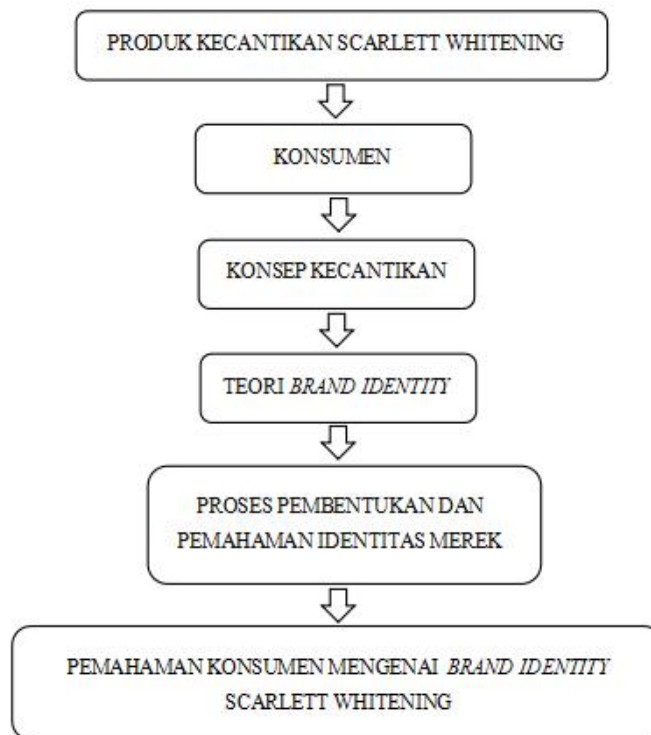 PRODUK KECANTIKAN SCARLETT WHITENING
KONSUMEN
KONSEP KECANTIKAN
TEORI BRAND IDENTITY
PROSES PEMBENTUKAN DAN
PEMAHAMAN IDENTITAS MEREK
PEMAHAMAN KONSUMEN MENGENAI BRAND IDENTITY
SCARLETT WHITENING